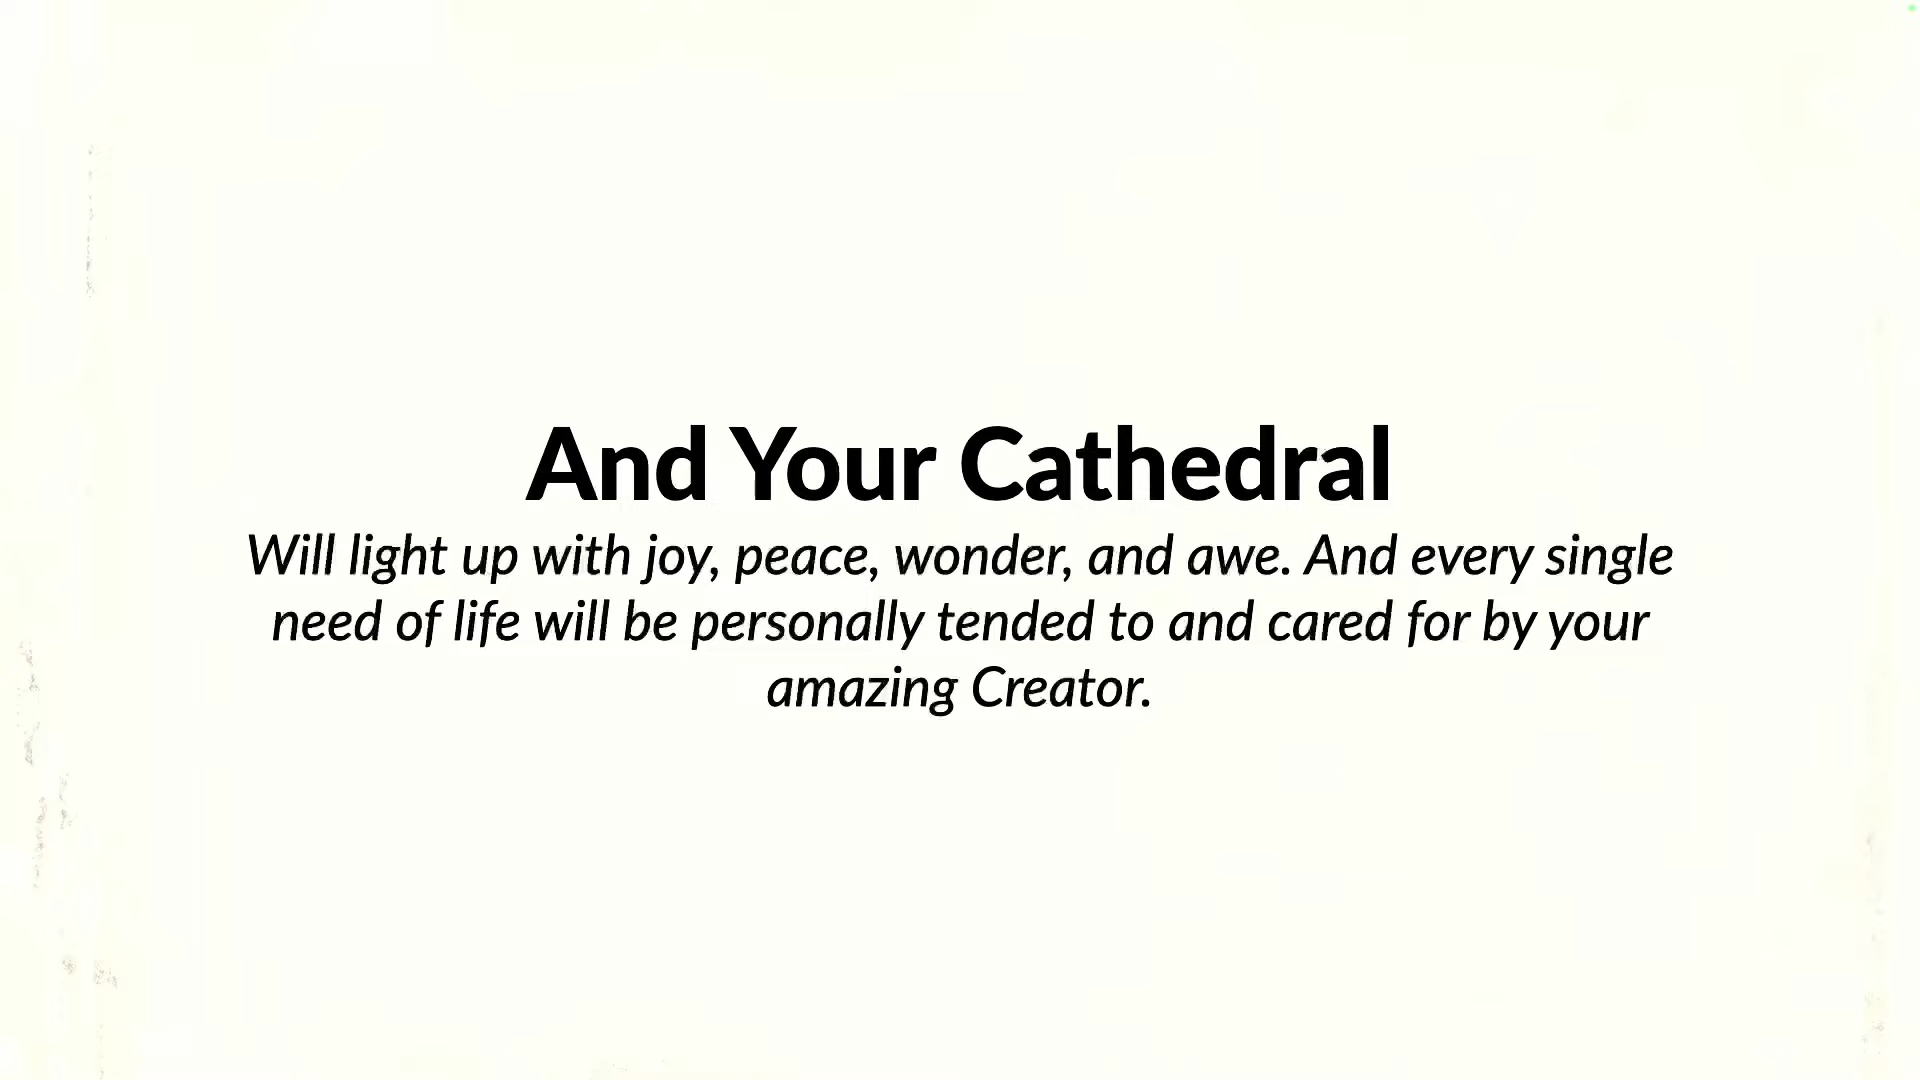 And Your Cathedral
Will light up with joy, peace, wonder, and awe. And every single
need of life will be personally tended to and cared for by your
amazing Creator.